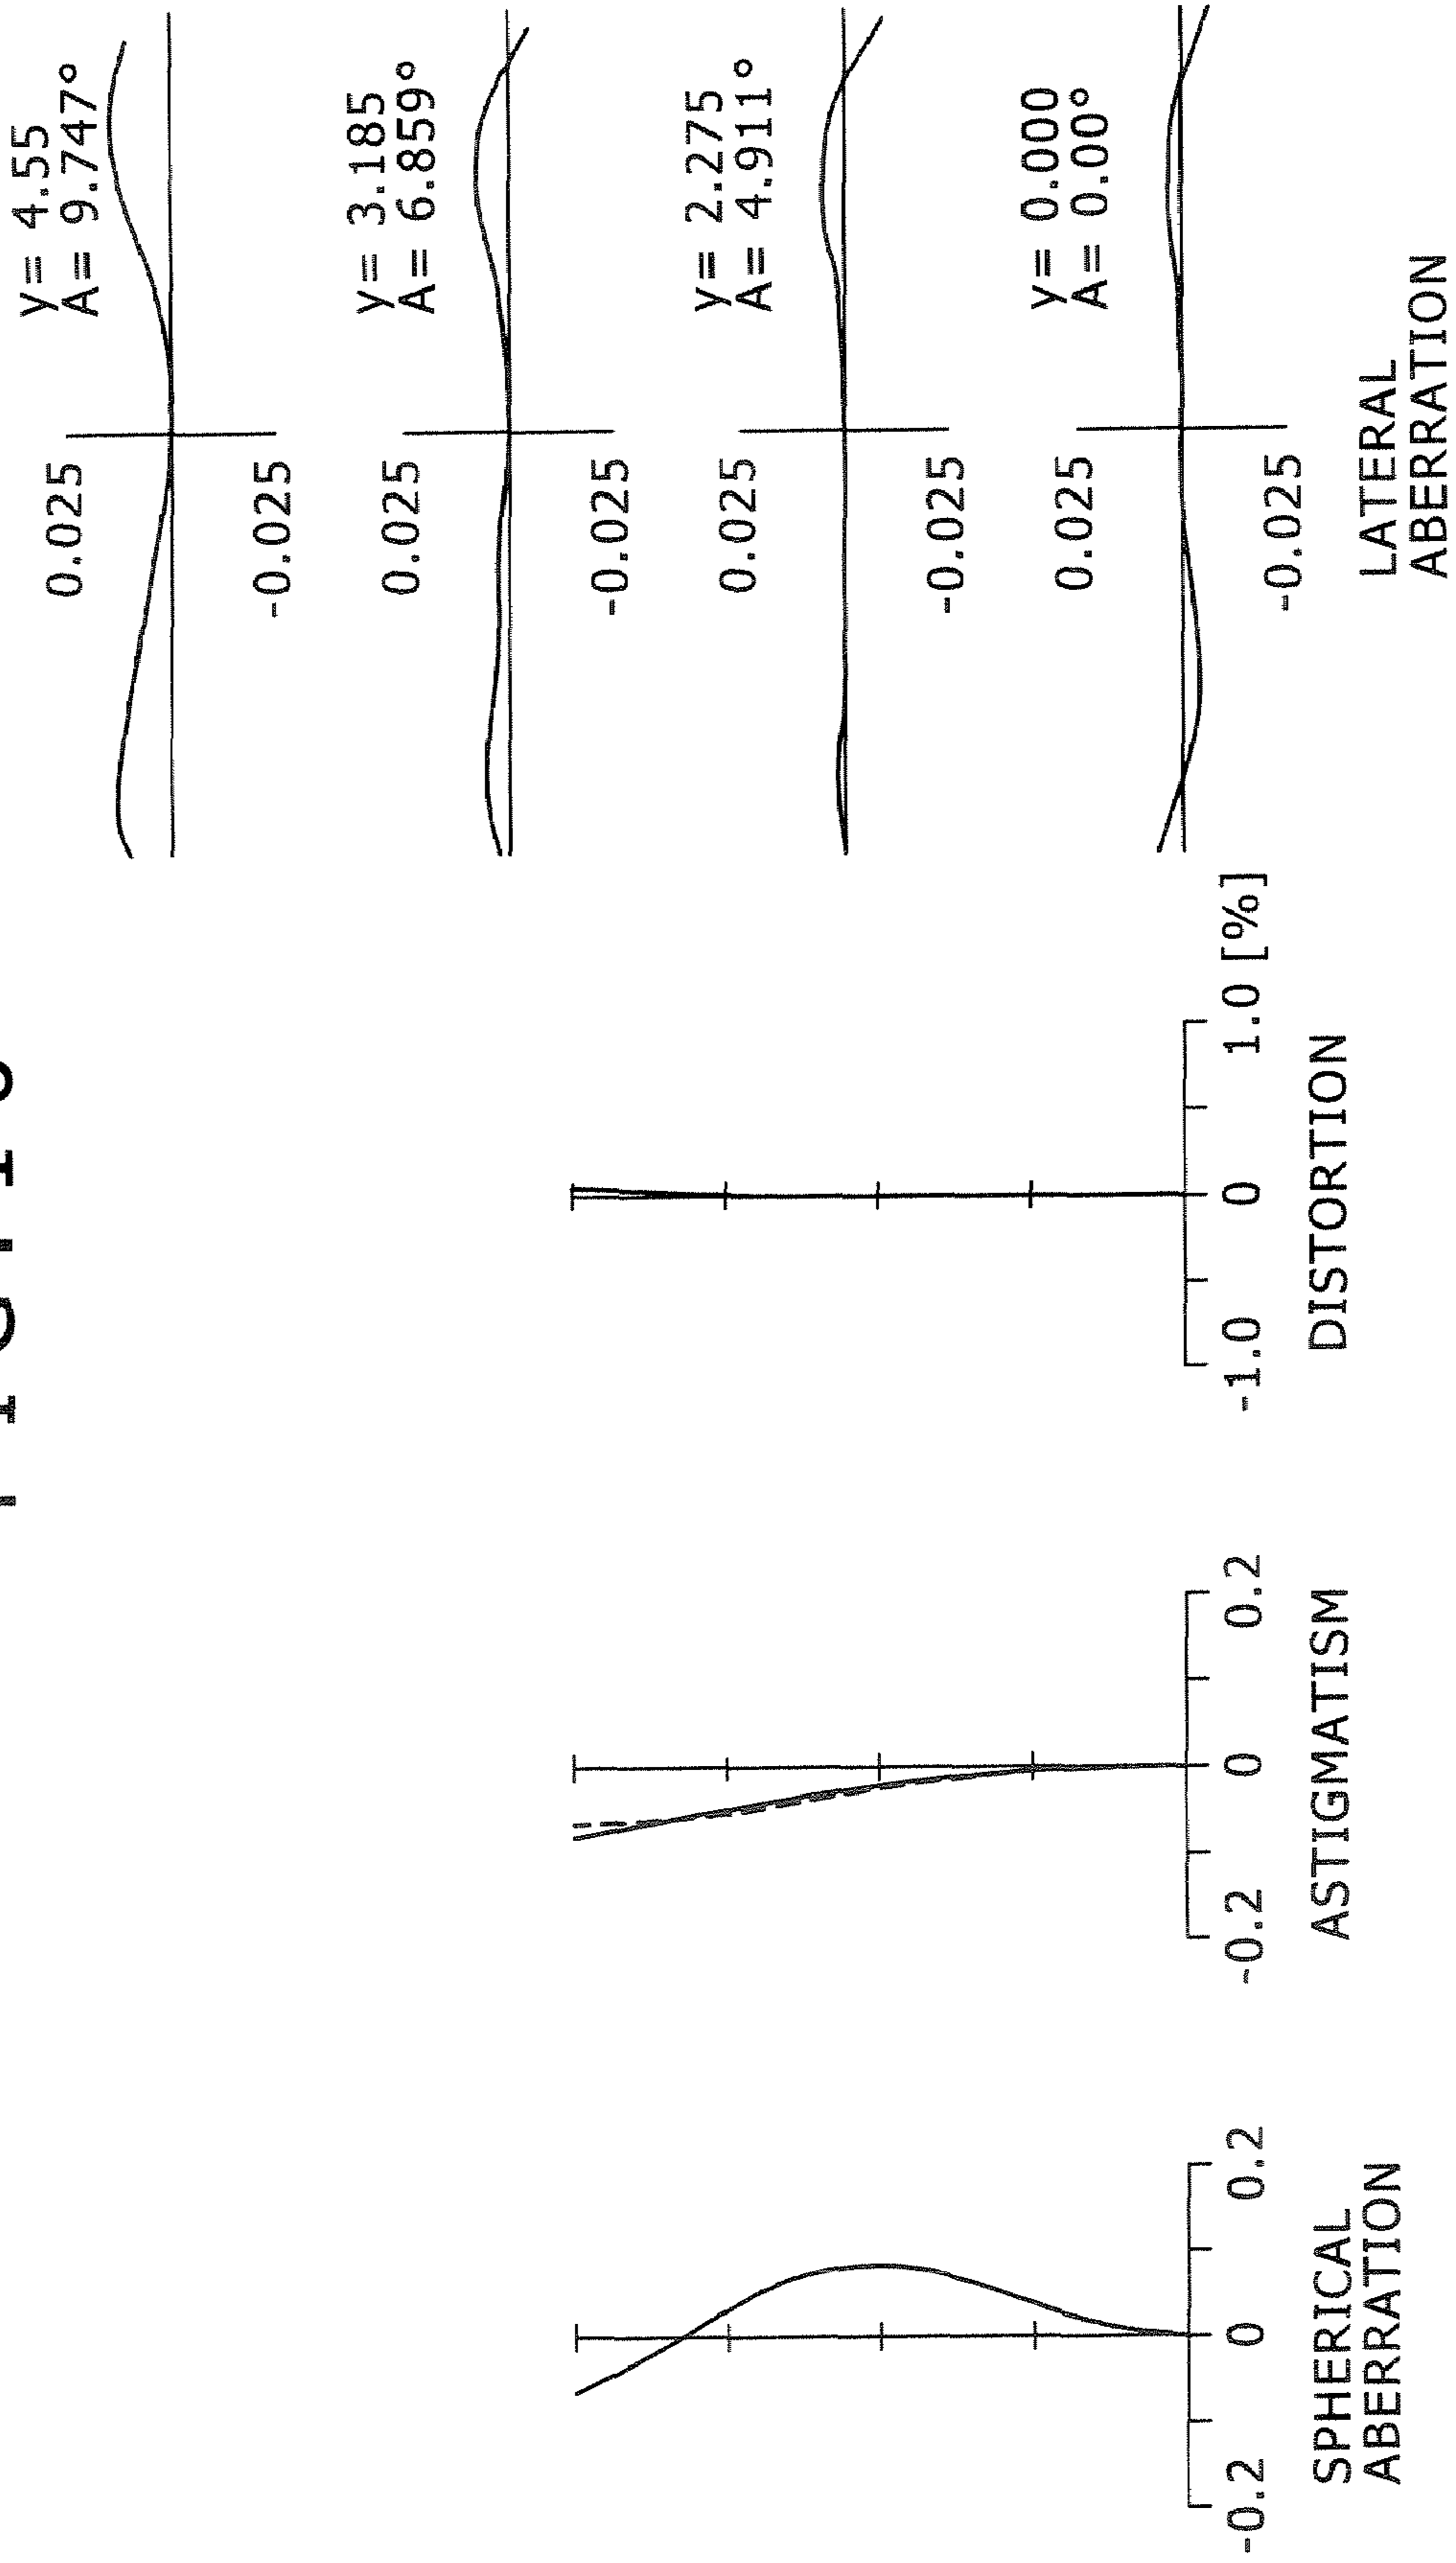 0.2
0
-0.2
SPHERICAL
ABERRATION
0.2
0
-0.2
ASTIGMATISM
1.0 [%]
0
-1.0
DISTORTION
y= 4.55
A= 9.747°
0.025
-0.025
y= 3.185
A= 6.859°
0.025
-0.025
y= 2.275
A= 4.911°
0.025
-0.025
y= 0.000
A= 0.00°
0.025
-0.025
LATERAL
ABERRATION